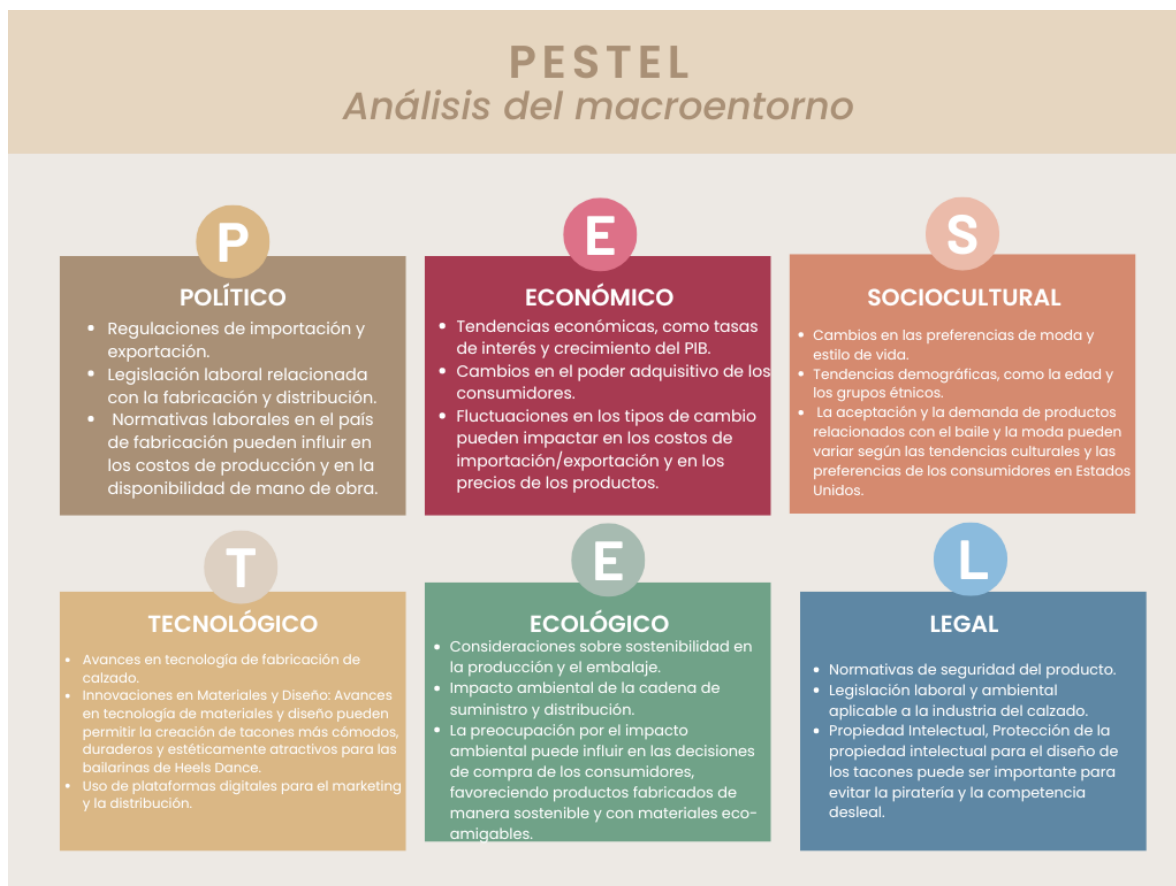 PESTEL
Análisis del macroentorno
P
POLÍTICO
• Regulaciones de importación y
exportación.
• Legislación laboral relacionada
con la fabricación y distribución.
• Normativas laborales en el país
de fabricación pueden influir en
los costos de producción y en la
disponibilidad de mano de obra.
E
ECONÓMICO
• Tendencias económicas, como tasas
de interés y crecimiento del PIB.
• Cambios en el poder adquisitivo de los
consumidores.
• Fluctuaciones en los tipos de cambio
pueden impactar en los costos de
importación/exportación y en los
precios de los productos.
S
SOCIOCULTURAL
• Cambios en las preferencias de moda y
estilo de vida.
• Tendencias demográficas, como la edad y
los grupos étnicos.
• La aceptación y la demanda de productos
relacionados con el baile y la moda pueden
variar según las tendencias culturales y las
preferencias de los consumidores en Estados
Unidos.
T
TECNOLÓGICO
• Avances en tecnología de fabricación de
calzado.
• Innovaciones en Materiales y Diseño: Avances
en tecnología de materiales y diseño pueden
permitir la creación de tacones más cómodos,
duraderos y estéticamente atractivos para las
bailarinas de Heels Dance.
• Uso de plataformas digitales para el marketing
y la distribución.
E
ECOLÓGICO
• Consideraciones sobre sostenibilidad en
la producción y el embalaje.
• Impacto ambiental de la cadena de
suministro y distribución.
• La preocupación por el impacto
ambiental puede influir en las decisiones
de compra de los consumidores,
favoreciendo productos fabricados de
manera sostenible y con materiales eco-
amigables.
L
LEGAL
• Normativas de seguridad del producto.
• Legislación laboral y ambiental
aplicable a la industria del calzado.
• Propiedad Intelectual, Protección de la
propiedad intelectual para el diseño de
los tacones puede ser importante para
evitar la piratería y la competencia
desleal.